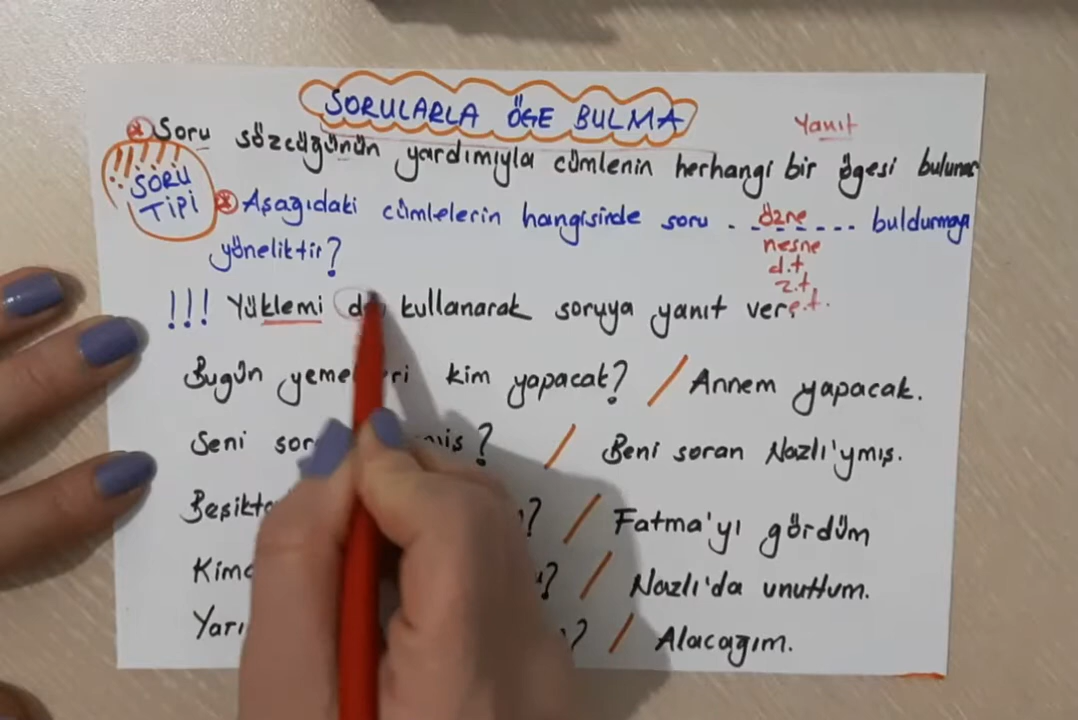 SORULARLA ÖGE BULMA
Yanıt
Soru sözcüğünün yardımıyla cümlenin herhangi bir ögesi
!!!!!! SORU TİPİ
Aşağıdaki cümlelerin hangisinde soru . . özne . . . buldurmaya
yöneliktir?
nesne
d.t
z.t
e.t.
!!! Yüklemi kullanarak soruya yanıt ver.
Bugün kim yapacak? / Annem yapacak.
Seni / Beni soran Nazlı'ymış.
/ Fatma'yı gördüm
/ Nazlı'da unuttum.
/ Alacağım.